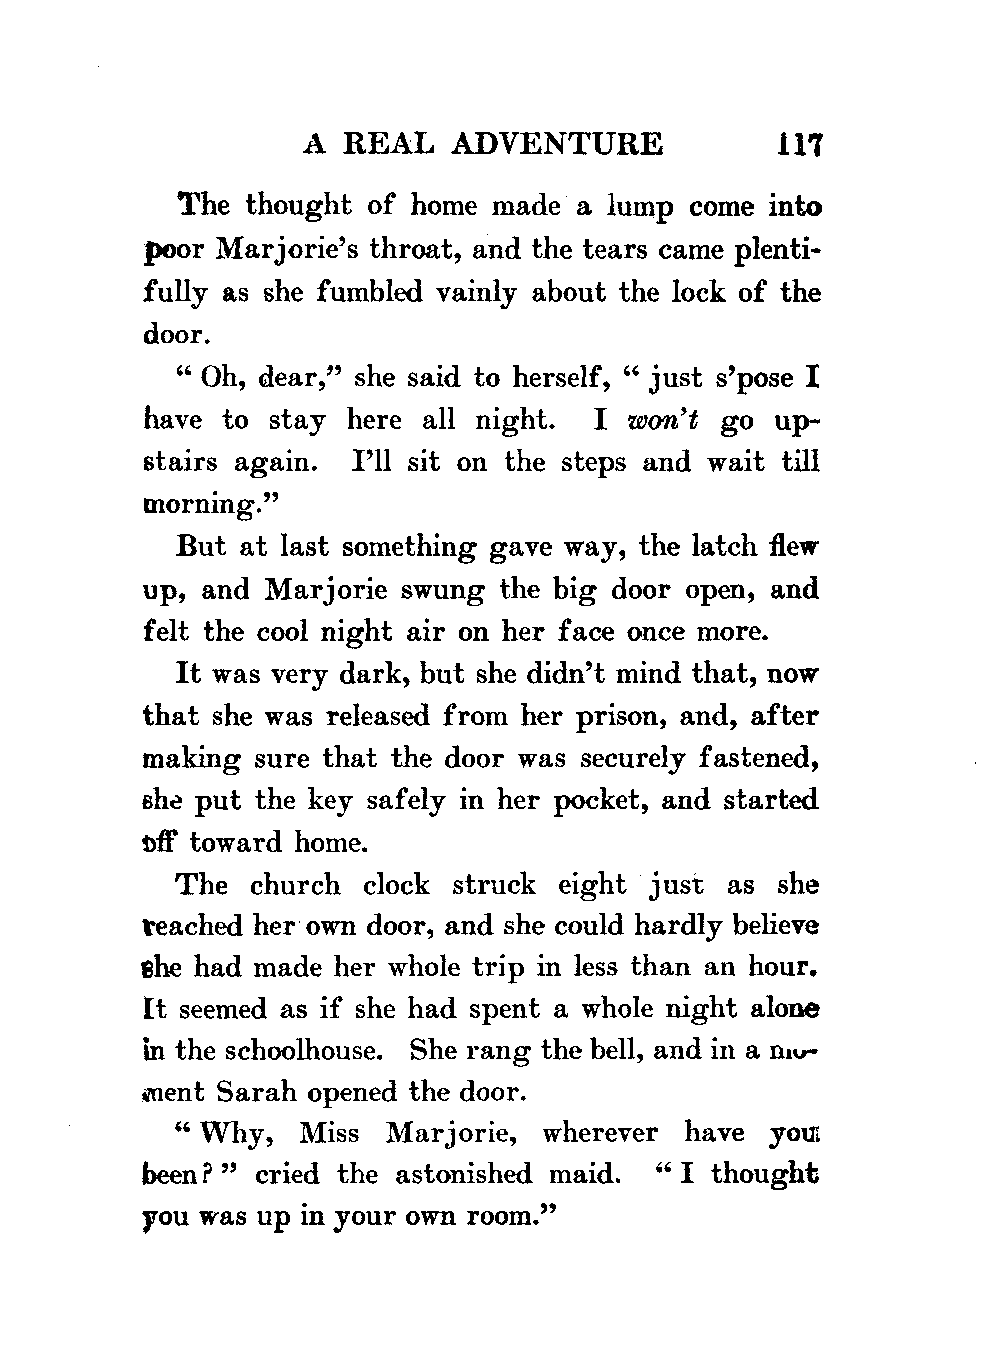 A REAL ADVENTURE 117
The thought of home made a lump come into
poor Marjorie's throat, and the tears came plenti-
fully as she fumbled vainly about the lock of the
door.
“ Oh, dear,” she said to herself, “ just s'pose I
have to stay here all night. I won't go up-
stairs again. I'll sit on the steps and wait till
morning.”
But at last something gave way, the latch flew
up, and Marjorie swung the big door open, and
felt the cool night air on her face once more.
It was very dark, but she didn't mind that, now
that she was released from her prison, and, after
making sure that the door was securely fastened,
she put the key safely in her pocket, and started
off toward home.
The church clock struck eight just as she
reached her own door, and she could hardly believe
she had made her whole trip in less than an hour.
It seemed as if she had spent a whole night alone
in the schoolhouse. She rang the bell, and in a mo-
ment Sarah opened the door.
“ Why, Miss Marjorie, wherever have you
been? ” cried the astonished maid. “ I thought
you was up in your own room.”